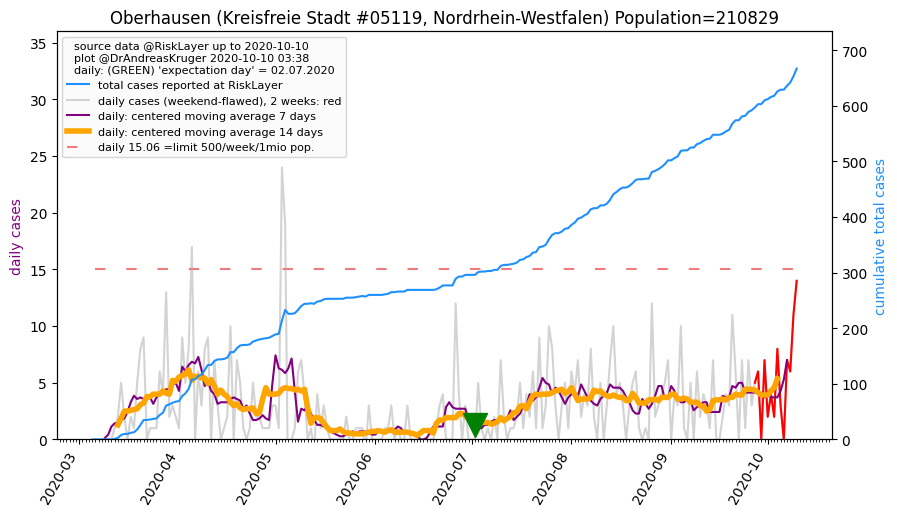 Oberhausen (Kreisfreie Stadt #05119, Nordrhein-Westfalen) Population=210829
source data @RiskLayer up to 2020-10-10
plot @DrAndreasKruger 2020-10-10 03:38
daily: (GREEN) 'expectation day' = 02.07.2020
total cases reported at RiskLayer
daily cases (weekend-flawed), 2 weeks: red
daily: centered moving average 7 days
daily: centered moving average 14 days
daily 15.06 =limit 500/week/1mio pop.
daily cases
35
30
25
20
15
10
5
0
cumulative total cases
700
600
500
400
300
200
100
0
2020-03
2020-04
2020-05
2020-06
2020-07
2020-08
2020-09
2020-10